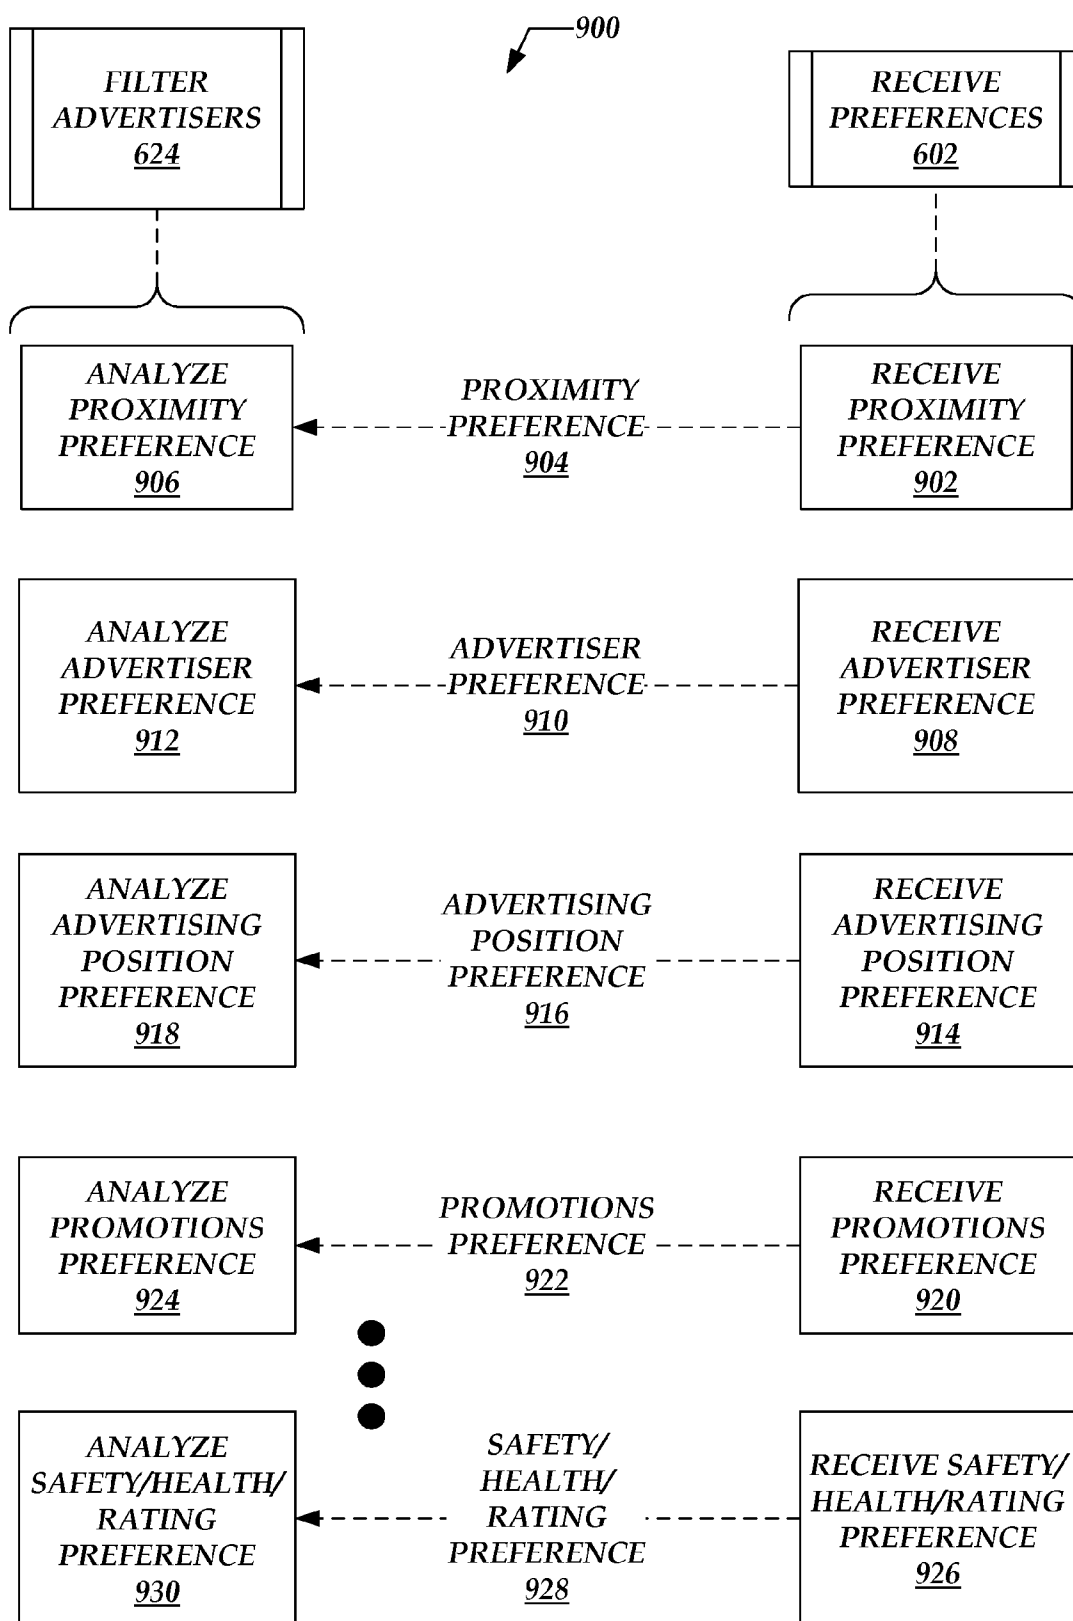 900
FILTER
ADVERTISERS
624
RECEIVE
PREFERENCES
602
ANALYZE
PROXIMITY
PREFERENCE
906
PROXIMITY
PREFERENCE
904
RECEIVE
PROXIMITY
PREFERENCE
902
ANALYZE
ADVERTISER
PREFERENCE
912
ADVERTISER
PREFERENCE
910
RECEIVE
ADVERTISER
PREFERENCE
908
ANALYZE
ADVERTISING
POSITION
PREFERENCE
918
ADVERTISING
POSITION
PREFERENCE
916
RECEIVE
ADVERTISING
POSITION
PREFERENCE
914
ANALYZE
PROMOTIONS
PREFERENCE
924
PROMOTIONS
PREFERENCE
922
RECEIVE
PROMOTIONS
PREFERENCE
920
ANALYZE
SAFETY/HEALTH/
RATING
PREFERENCE
930
SAFETY/
HEALTH/
RATING
PREFERENCE
928
RECEIVE SAFETY/
HEALTH/RATING
PREFERENCE
926